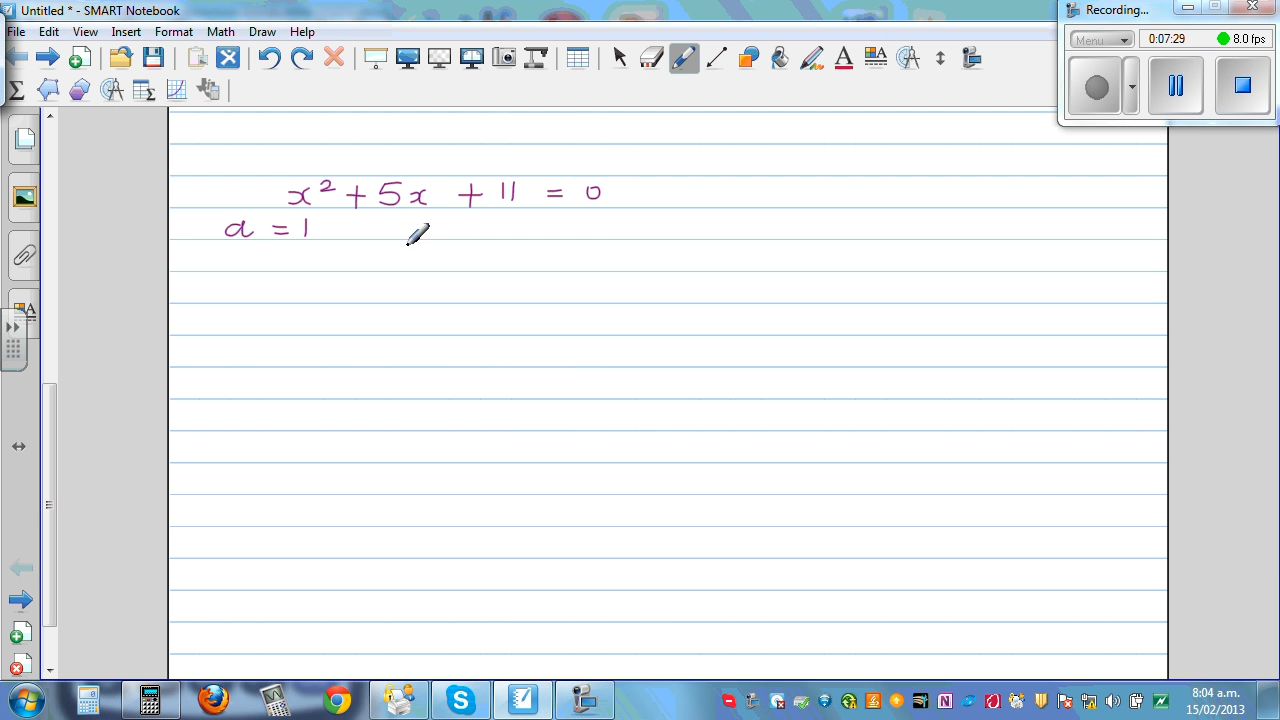 Untitled * - SMART Notebook
Recording...
File Edit View Insert Format Math Draw Help
Menu
0:07:29
8.0 fps
x² + 5x + 11 = 0
a = 1
8:04 a.m.
15/02/2013